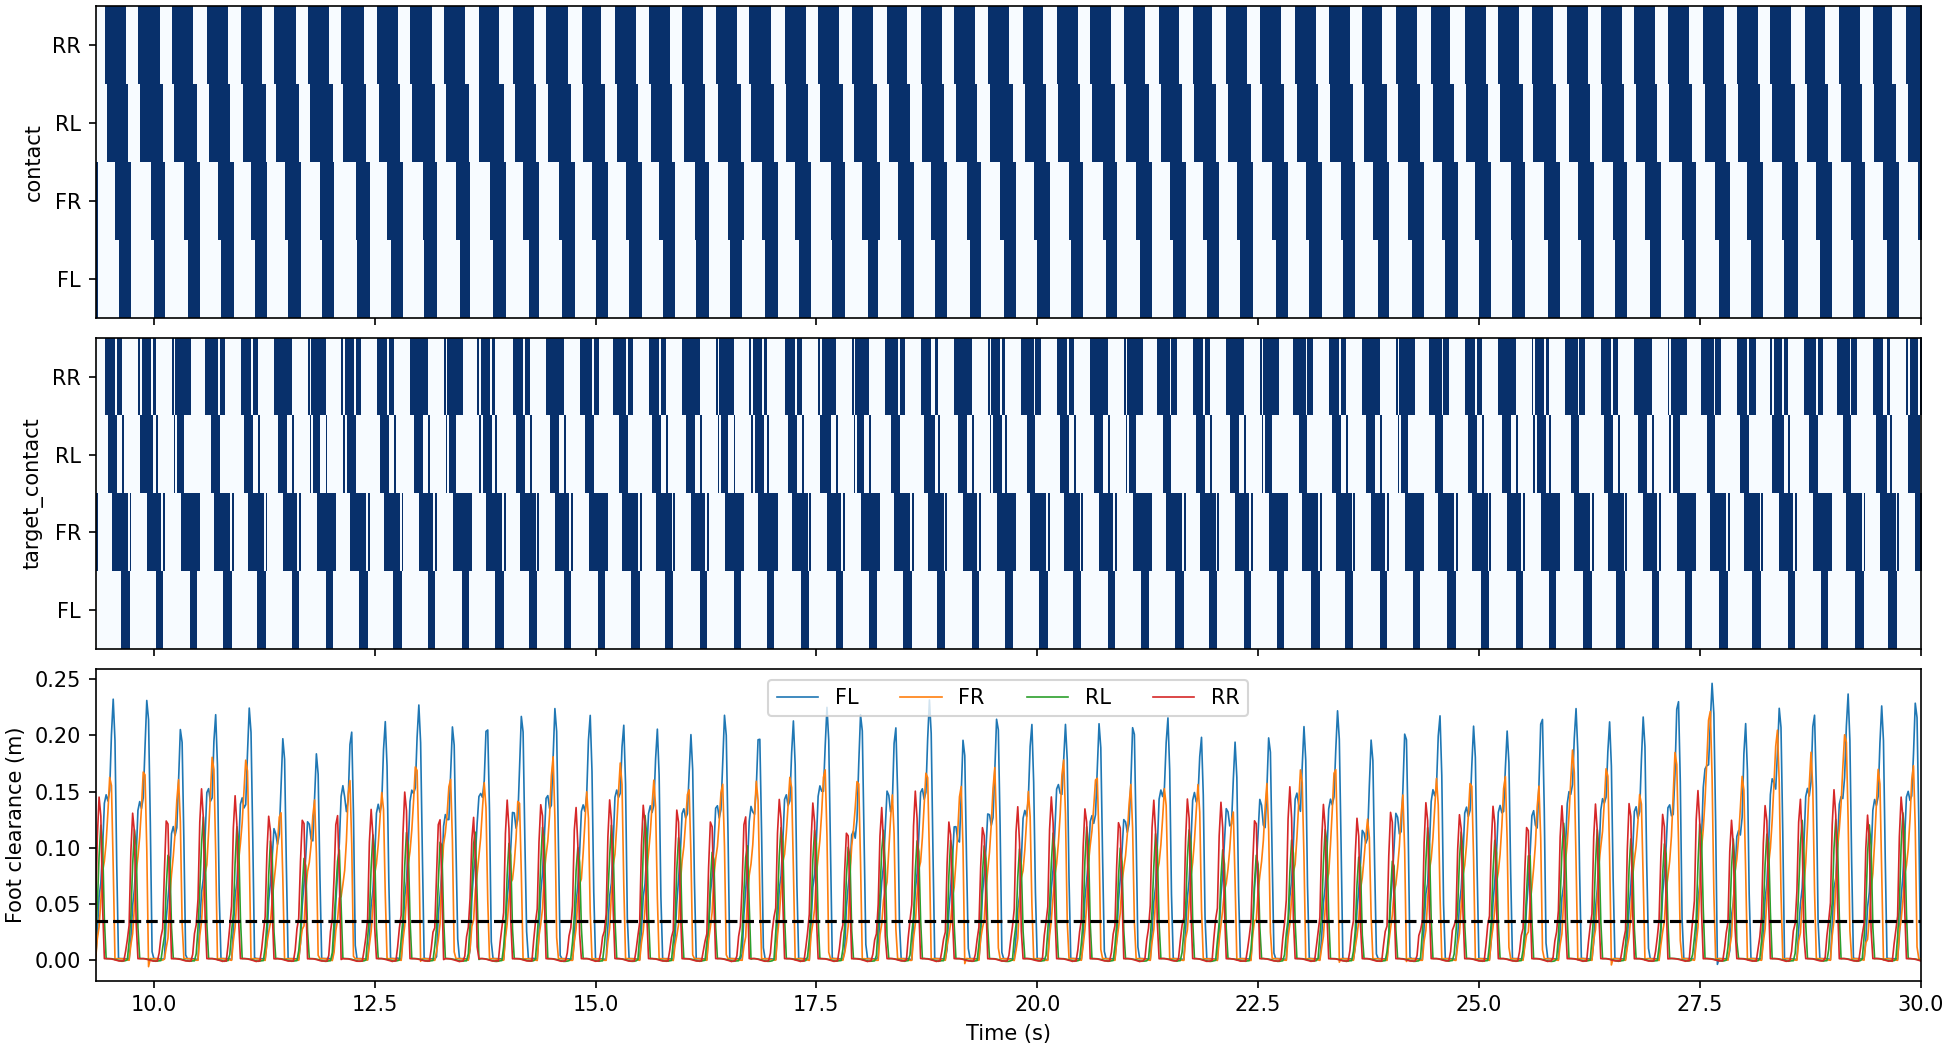 contact
RR
RL
FR
FL
target_contact
RR
RL
FR
FL
Foot clearance (m)
0.25
0.20
0.15
0.10
0.05
0.00
FL FR RL RR
10.0 12.5 15.0 17.5 20.0 22.5 25.0 27.5 30.0
Time (s)